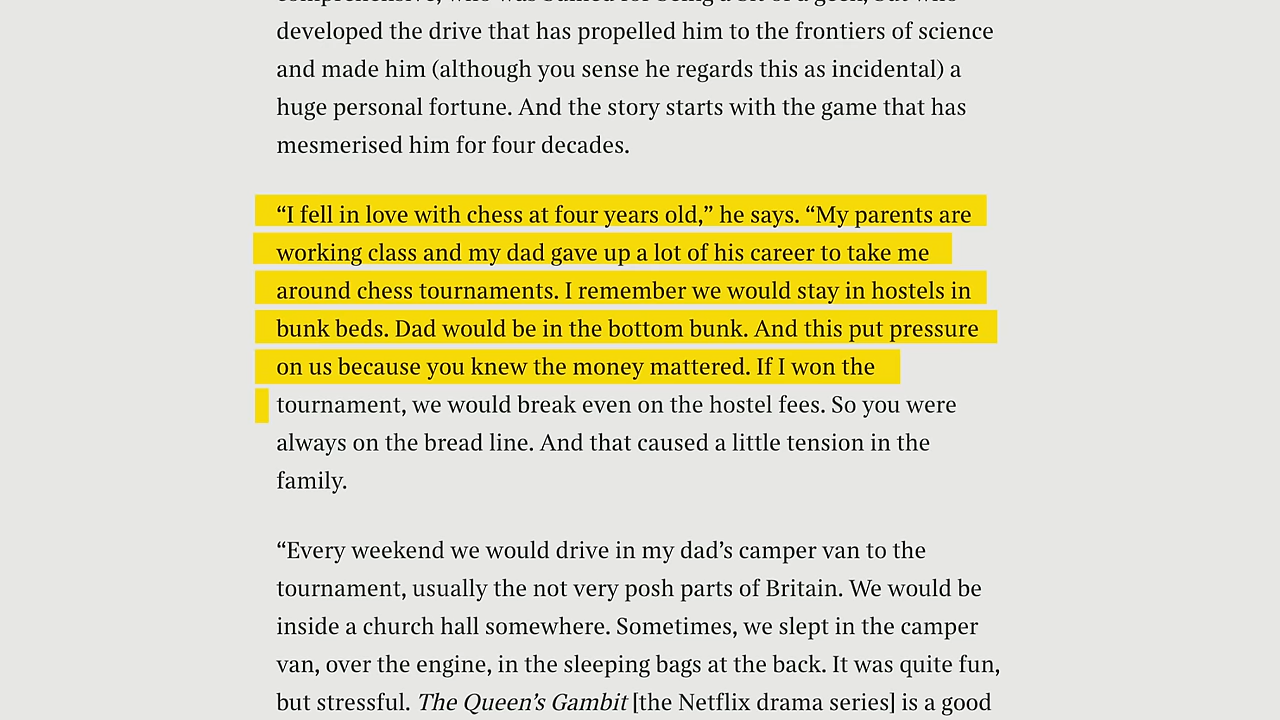 developed the drive that has propelled him to the frontiers of science
and made him (although you sense he regards this as incidental) a
huge personal fortune. And the story starts with the game that has
mesmerised him for four decades.
“I fell in love with chess at four years old,” he says. “My parents are
working class and my dad gave up a lot of his career to take me
around chess tournaments. I remember we would stay in hostels in
bunk beds. Dad would be in the bottom bunk. And this put pressure
on us because you knew the money mattered. If I won the
tournament, we would break even on the hostel fees. So you were
always on the bread line. And that caused a little tension in the
family.
“Every weekend we would drive in my dad’s camper van to the
tournament, usually the not very posh parts of Britain. We would be
inside a church hall somewhere. Sometimes, we slept in the camper
van, over the engine, in the sleeping bags at the back. It was quite fun,
but stressful. The Queen’s Gambit [the Netflix drama series] is a good